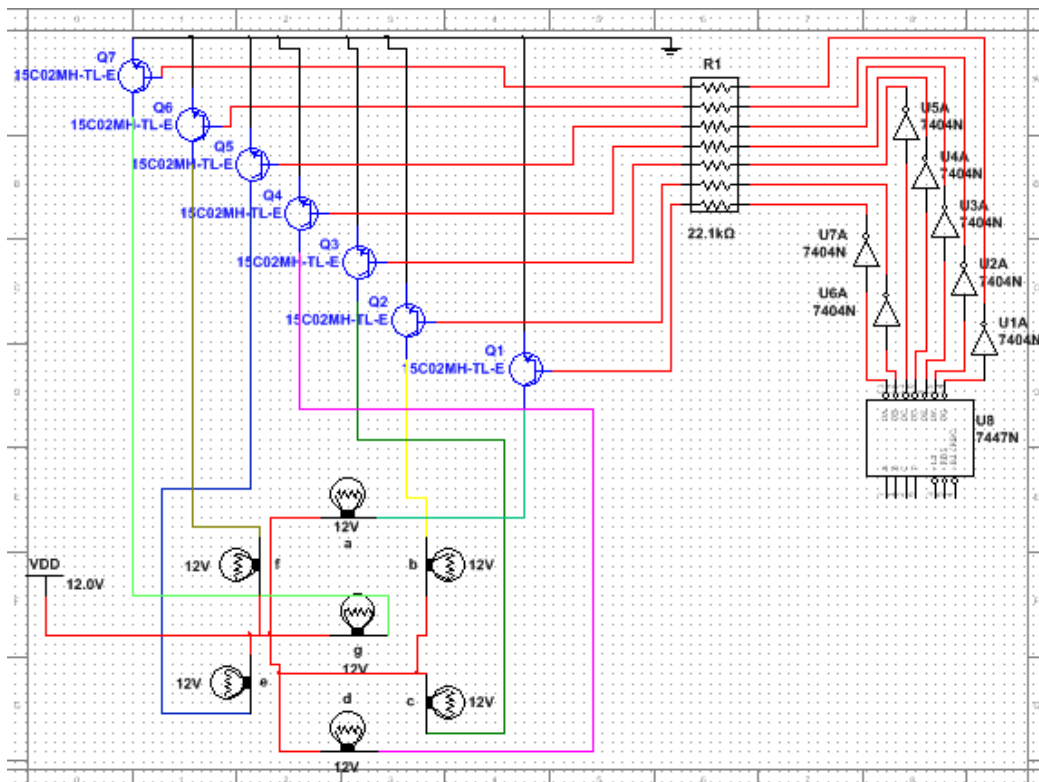 Q7
15C02MH-TL-E
Q6
15C02MH-TL-E
Q5
15C02MH-TL-E
Q4
15C02MH-TL-E
Q3
15C02MH-TL-E
Q2
15C02MH-TL-E
Q1
15C02MH-TL-E
R1
22.1kΩ
U5A
7404N
U4A
7404N
U3A
7404N
U7A
7404N
U2A
7404N
U6A
7404N
U1A
7404N
U8
7447N
12V
a
12V
f
b
12V
VDD
12.0V
g
12V
12V
e
d
c
12V
12V